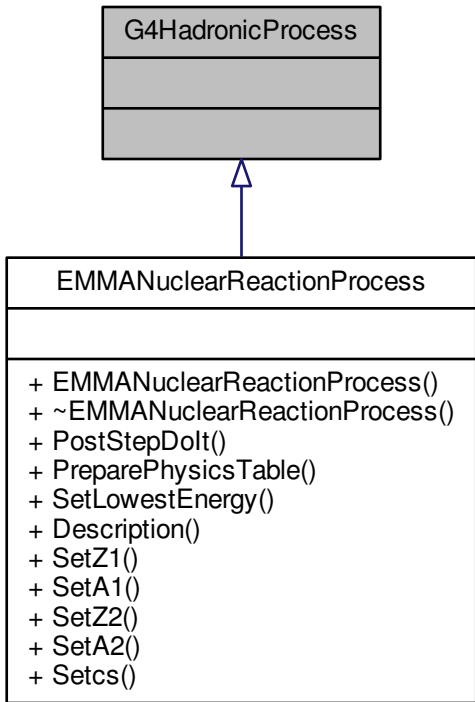 G4HadronicProcess
EMMANuclearReactionProcess
+ EMMANuclearReactionProcess()
+ ~EMMANuclearReactionProcess()
+ PostStepDoIt()
+ PreparePhysicsTable()
+ SetLowestEnergy()
+ Description()
+ SetZ1()
+ SetA1()
+ SetZ2()
+ SetA2()
+ Setcs()